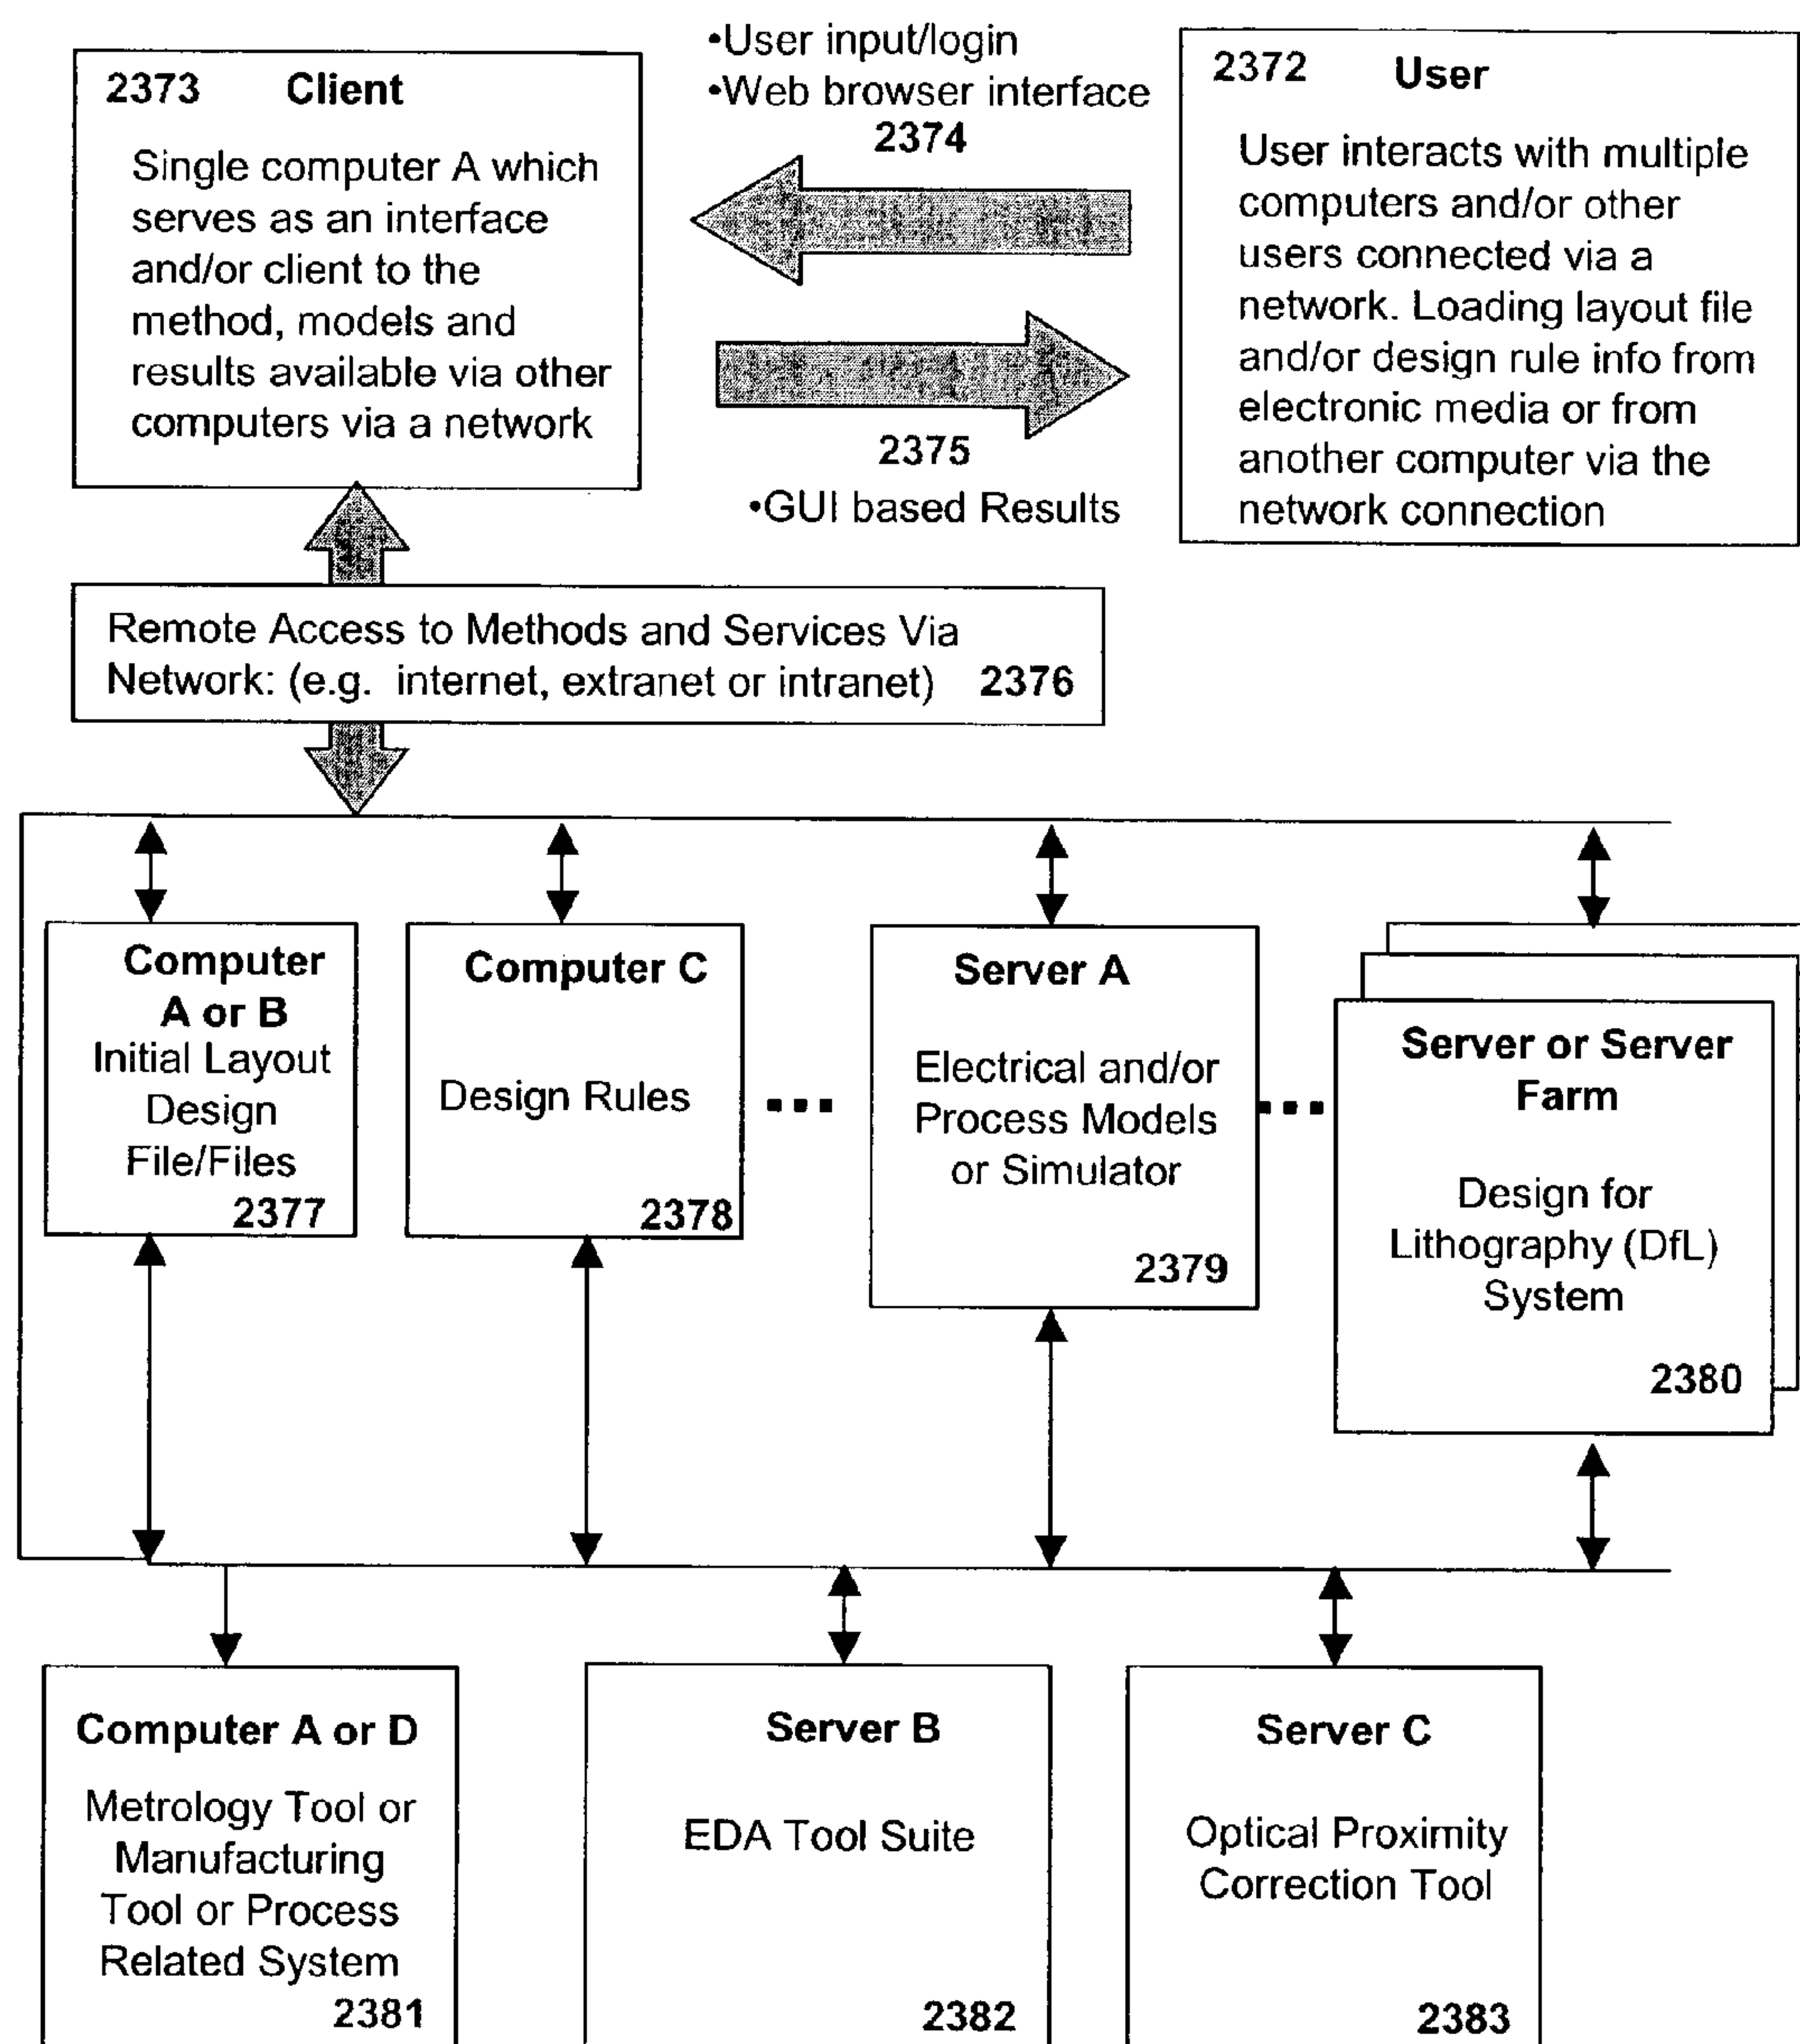 2373 Client
Single computer A which
serves as an interface
and/or client to the
method, models and
results available via other
computers via a network
•User input/login
•Web browser interface
2374
2375
•GUI based Results
2372 User
User interacts with multiple
computers and/or other
users connected via a
network. Loading layout file
and/or design rule info from
electronic media or from
another computer via the
network connection
Remote Access to Methods and Services Via
Network: (e.g. internet, extranet or intranet) 2376
Computer
A or B
Initial Layout
Design
File/Files
2377
Computer C
Design Rules
2378
...
Server A
Electrical and/or
Process Models
or Simulator
2379
...
Server or Server
Farm
Design for
Lithography (DfL)
System
2380
Computer A or D
Metrology Tool or
Manufacturing
Tool or Process
Related System
2381
Server B
EDA Tool Suite
2382
Server C
Optical Proximity
Correction Tool
2383